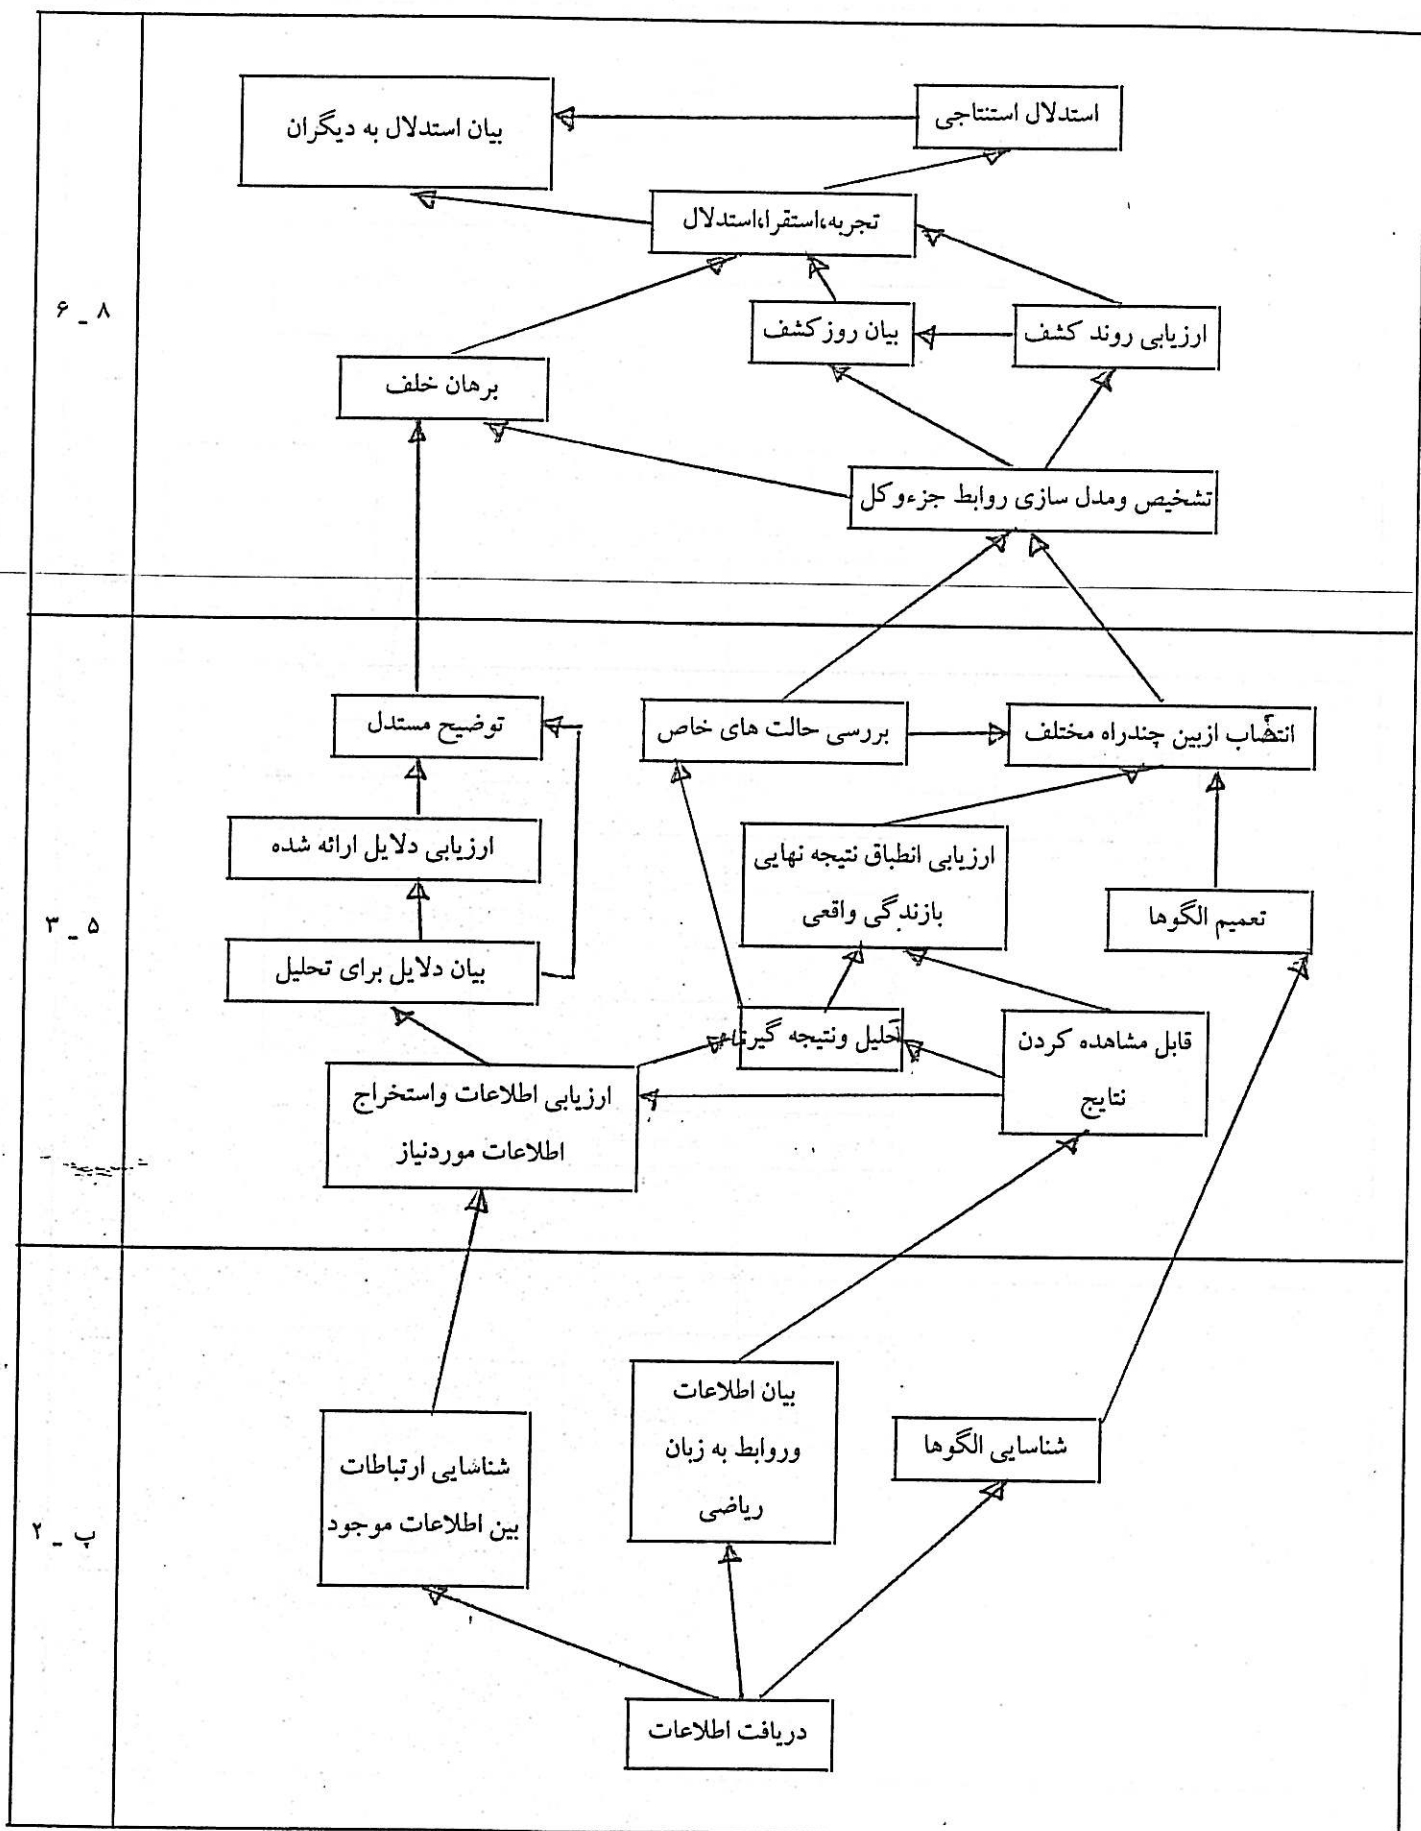 استدلال استنتاجی
بیان استدلال به دیگران
تجربه،استقرا،استدلال
۸ _ ۶
ارزیابی روند کشف
بیان روز کشف
برهان خلف
تشخیص ومدل سازی روابط جزءوکل
انتخاب ازبین چندراه مختلف
بررسی حالت های خاص
توضیح مستدل
ارزیابی انطباق نتیجه نهایی
بازندگی واقعی
ارزیابی دلایل ارائه شده
تعمیم الگوها
۵ _ ۳
بیان دلایل برای تحلیل
قابل مشاهده کردن
نتایج
تحلیل ونتیجه
ارزیابی اطلاعات واستخراج
اطلاعات موردنیاز
بیان اطلاعات
وروابط به زبان
ریاضی
شناسایی الگوها
شناشایی ارتباطات
بین اطلاعات موجود
پ _ ۲
دریافت اطلاعات